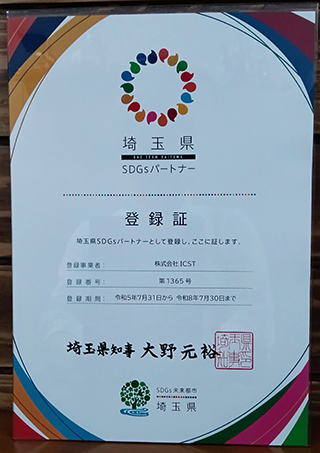 埼玉県
ONE TEAM SAITAMA
SDGsパートナー
登録証
埼玉県SDGsパートナーとして登録し、ここに証します。
登録事業者： 株式会社ICST
登録番号： 第1365号
登録期間： 令和5年7月31日から 令和8年7月30日まで
埼玉県知事 大野元裕
SDGs未来都市
埼玉県